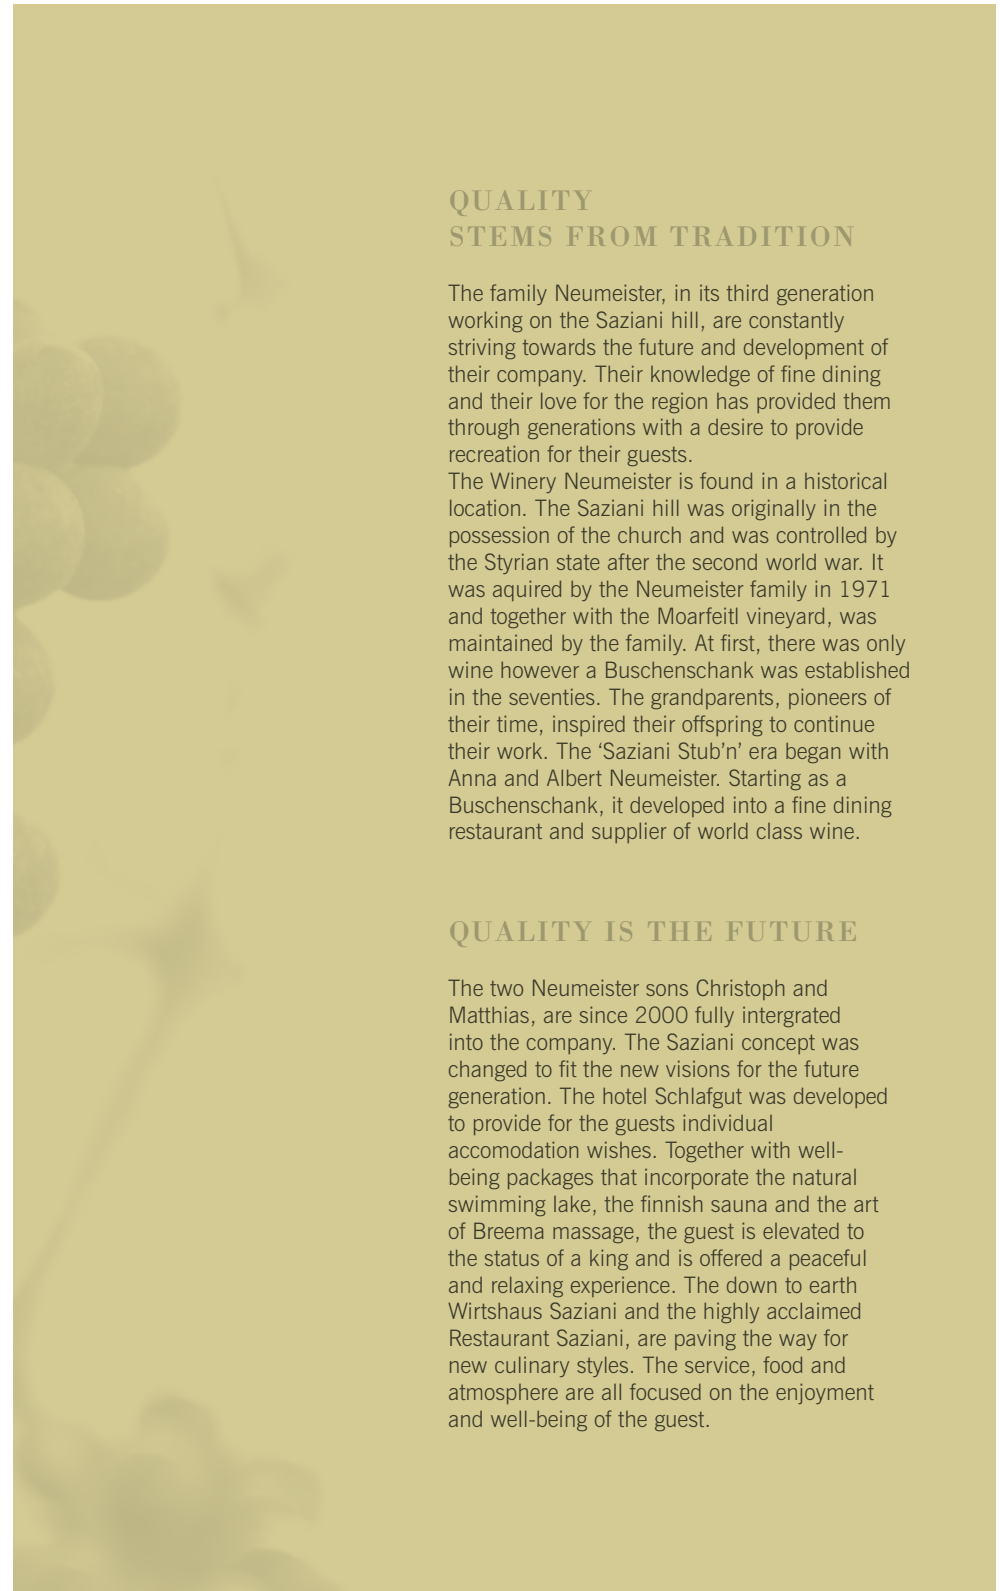 QUALITY
STEMS FROM TRADITION
The family Neumeister, in its third generation
working on the Saziani hill, are constantly
striving towards the future and development of
their company. Their knowledge of fine dining
and their love for the region has provided them
through generations with a desire to provide
recreation for their guests.
The Winery Neumeister is found in a historical
location. The Saziani hill was originally in the
possession of the church and was controlled by
the Styrian state after the second world war. It
was aquired by the Neumeister family in 1971
and together with the Moarfeitl vineyard, was
maintained by the family. At first, there was only
wine however a Buschenschank was established
in the seventies. The grandparents, pioneers of
their time, inspired their offspring to continue
their work. The ‘Saziani Stub’n’ era began with
Anna and Albert Neumeister. Starting as a
Buschenschank, it developed into a fine dining
restaurant and supplier of world class wine.
QUALITY IS THE FUTURE
The two Neumeister sons Christoph and
Matthias, are since 2000 fully intergrated
into the company. The Saziani concept was
changed to fit the new visions for the future
generation. The hotel Schlafgut was developed
to provide for the guests individual
accomodation wishes. Together with well-
being packages that incorporate the natural
swimming lake, the finnish sauna and the art
of Breema massage, the guest is elevated to
the status of a king and is offered a peaceful
and relaxing experience. The down to earth
Wirtshaus Saziani and the highly acclaimed
Restaurant Saziani, are paving the way for
new culinary styles. The service, food and
atmosphere are all focused on the enjoyment
and well-being of the guest.